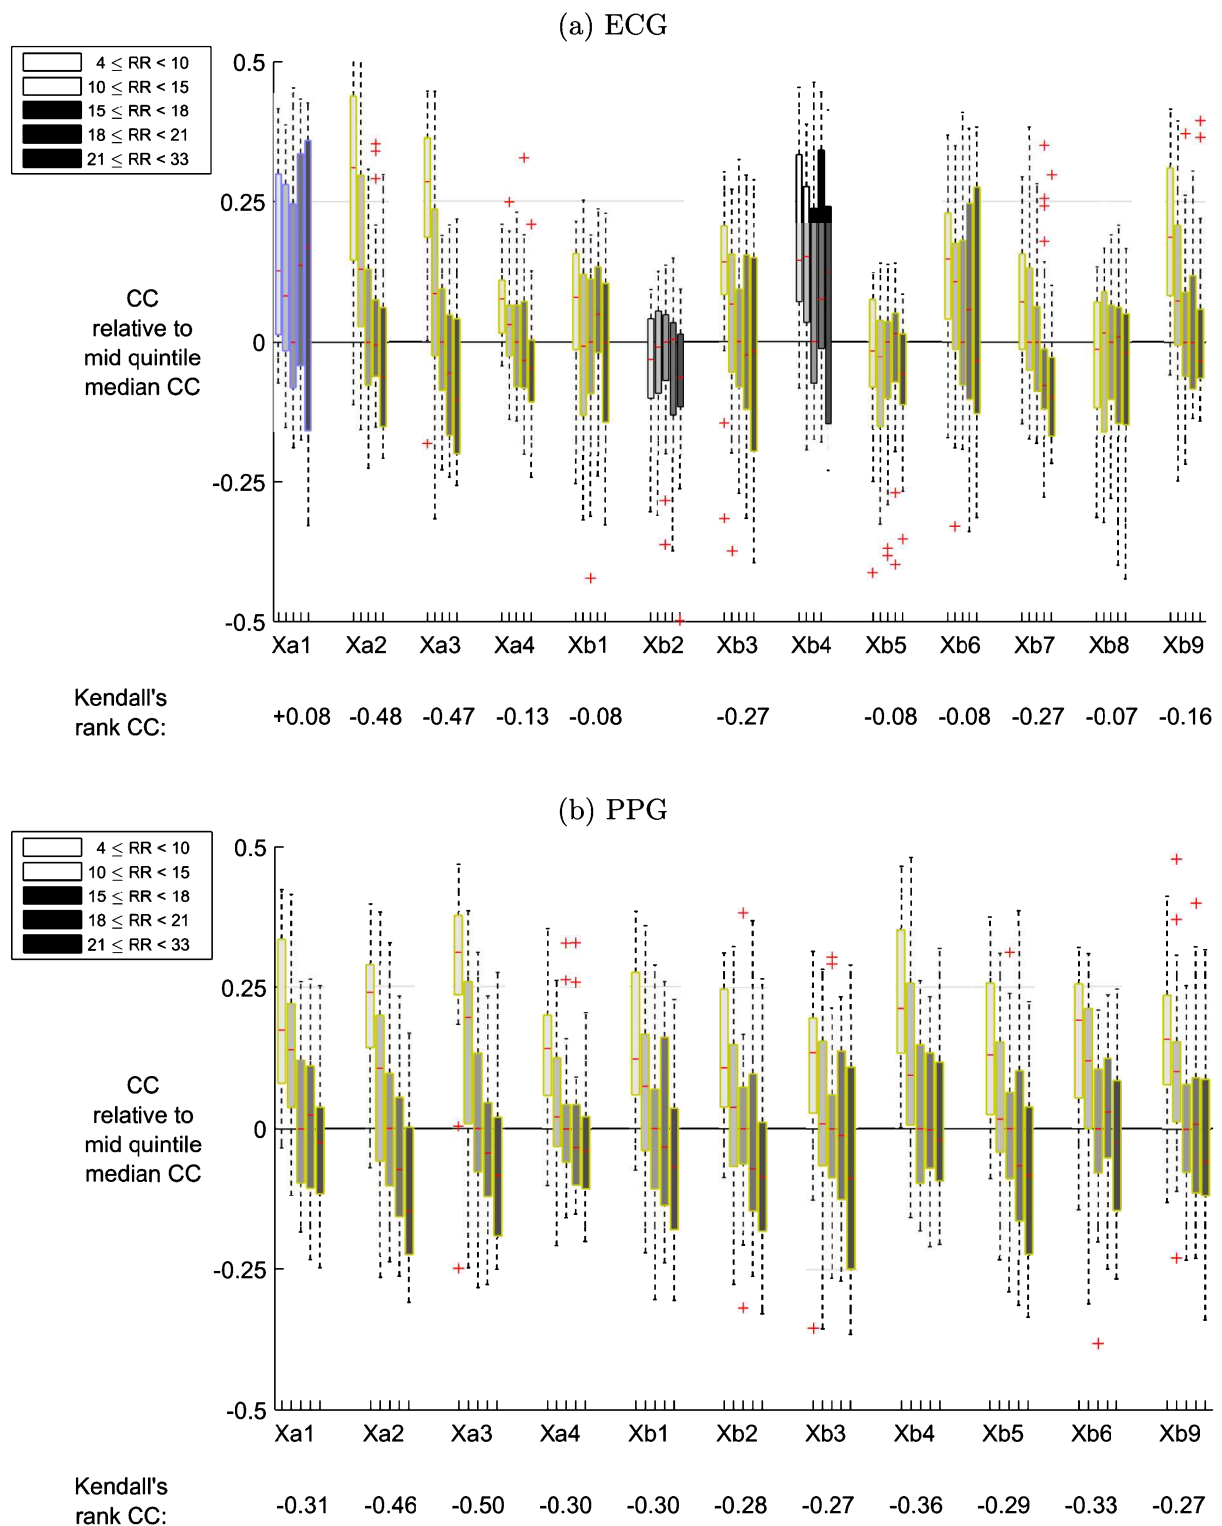 (a) ECG
4 ≤ RR < 10
10 ≤ RR < 15
15 ≤ RR < 18
18 ≤ RR < 21
21 ≤ RR < 33
0.5
0.25
0
-0.25
-0.5
CC
relative to
mid quintile
median CC
Xa1 Xa2 Xa3 Xa4 Xb1 Xb2 Xb3 Xb4 Xb5 Xb6 Xb7 Xb8 Xb9
Kendall's
rank CC:
+0.08 -0.48 -0.47 -0.13 -0.08 -0.27 -0.08 -0.08 -0.27 -0.07 -0.16
(b) PPG
4 ≤ RR < 10
10 ≤ RR < 15
15 ≤ RR < 18
18 ≤ RR < 21
21 ≤ RR < 33
0.5
0.25
0
-0.25
-0.5
CC
relative to
mid quintile
median CC
Xa1 Xa2 Xa3 Xa4 Xb1 Xb2 Xb3 Xb4 Xb5 Xb6 Xb9
Kendall's
rank CC:
-0.31 -0.46 -0.50 -0.30 -0.30 -0.28 -0.27 -0.36 -0.29 -0.33 -0.27